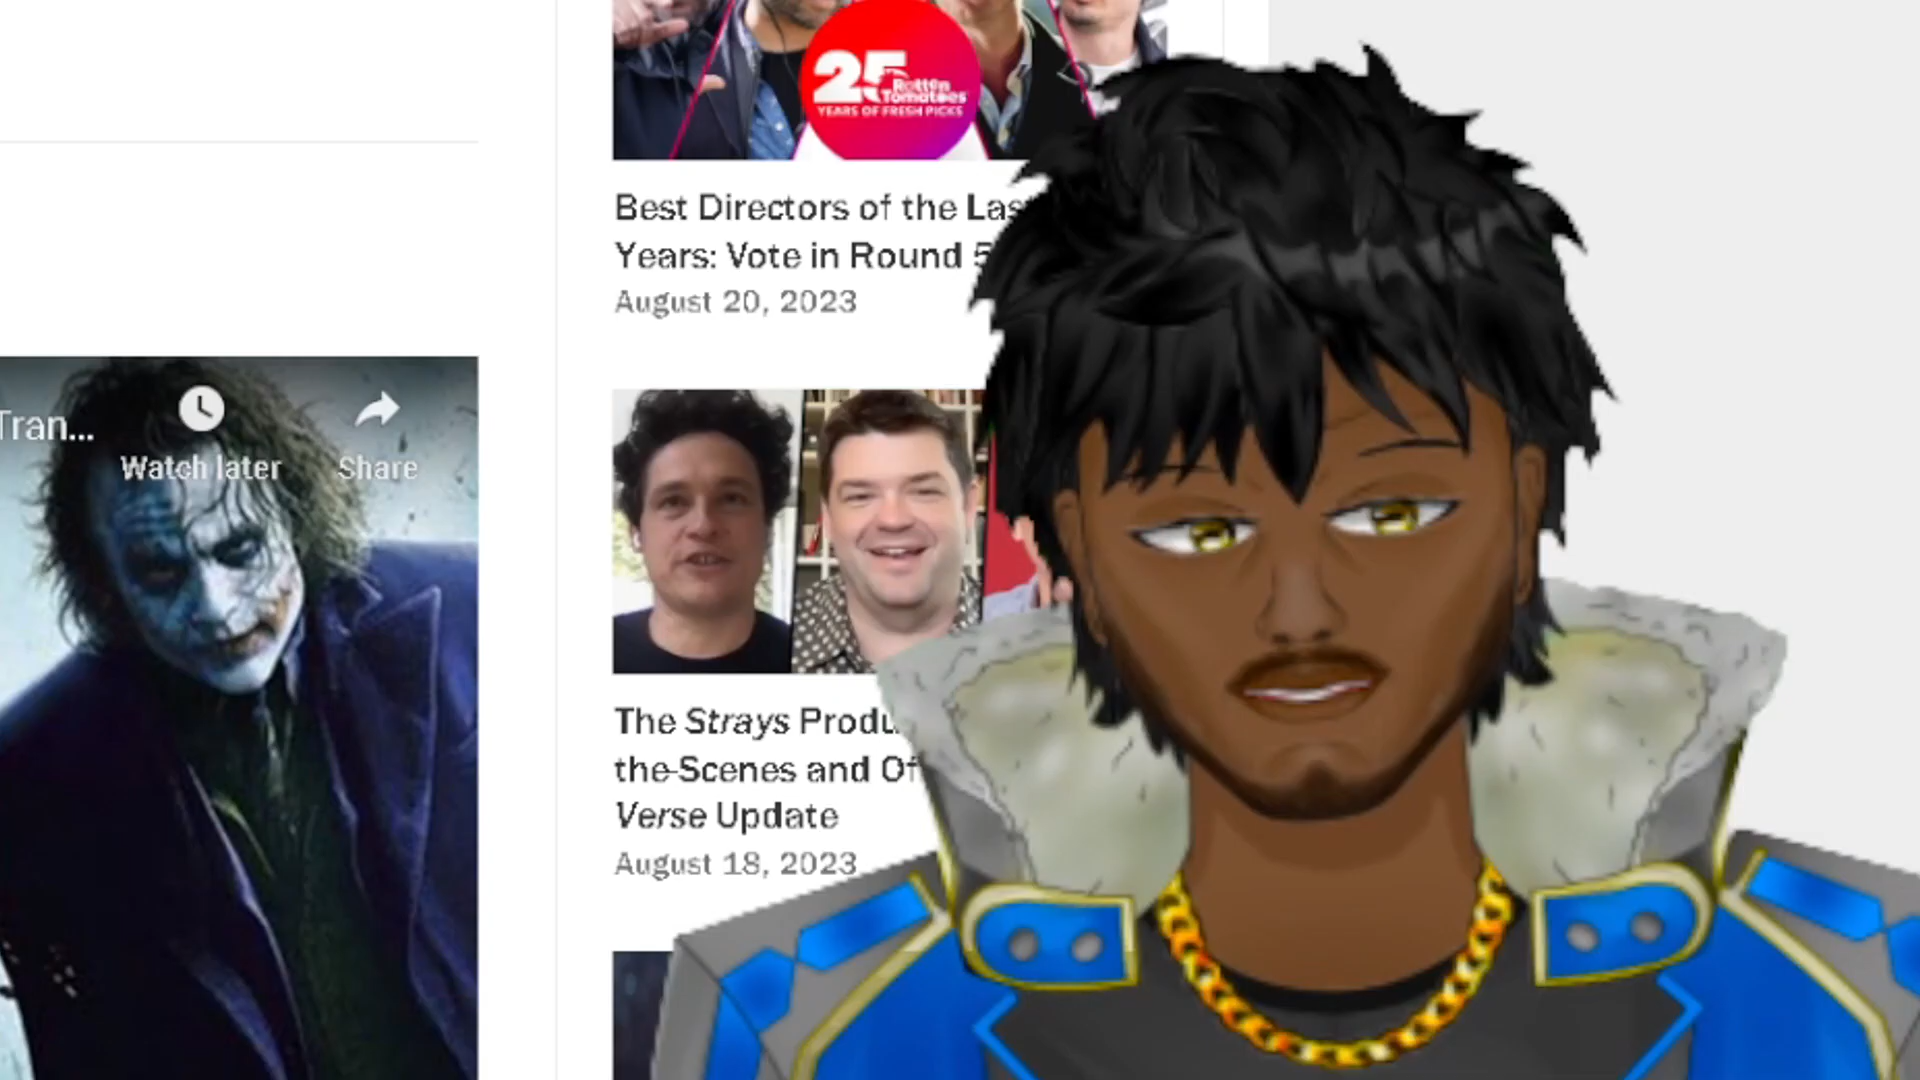 25 Rotten
Tomatoes
YEARS OF FRESH PICKS
Best Directors of the Las
Years: Vote in Round 5
August 20, 2023
Tran...
Watch later
Share
The Strays Produ
the-Scenes and Of
Verse Update
August 18, 2023